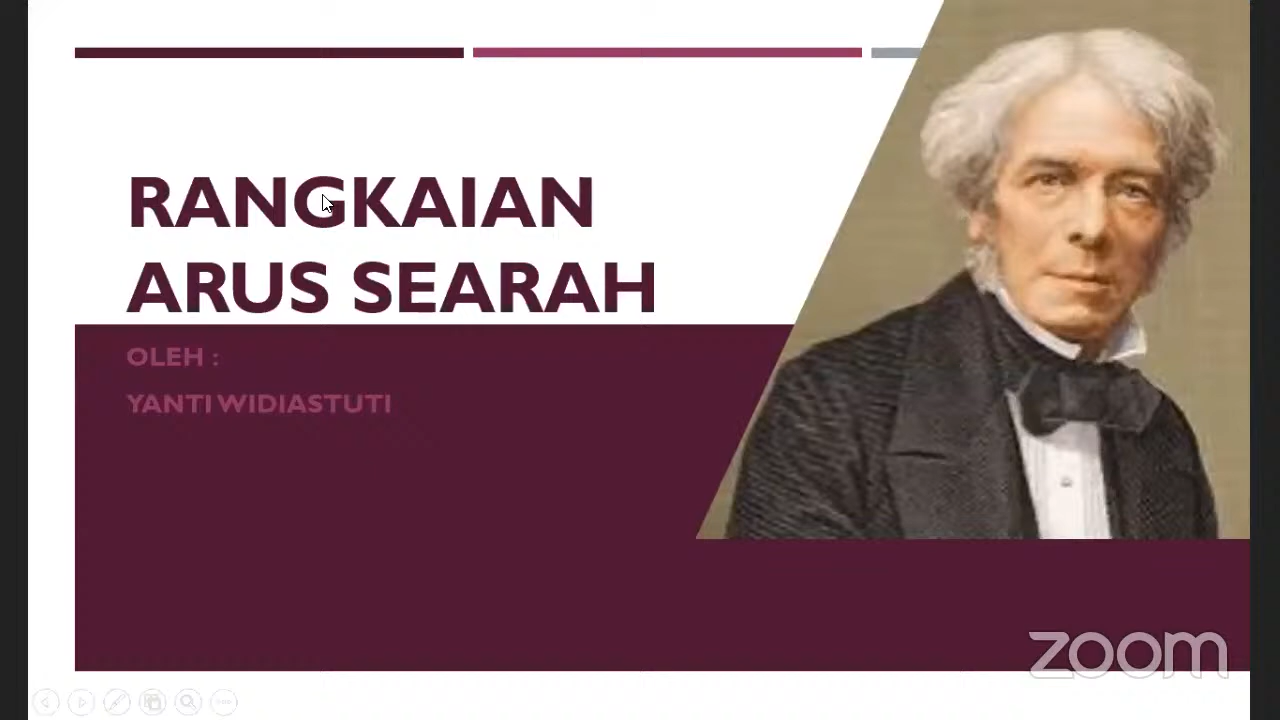 RANGKAIAN
ARUS SEARAH
OLEH :
YANTI WIDIASTUTI
zoom